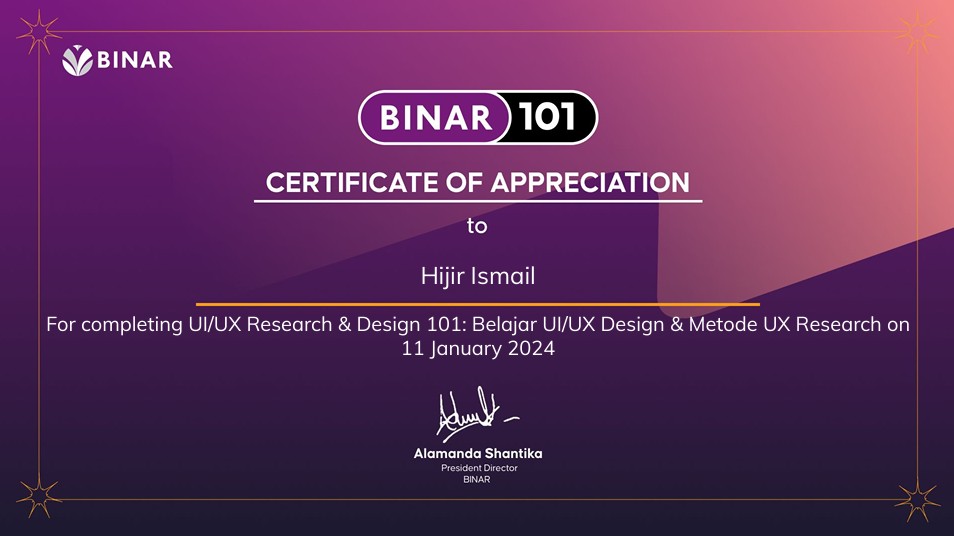 BINAR
BINAR 101
CERTIFICATE OF APPRECIATION
to
Hijir Ismail
For completing UI/UX Research & Design 101: Belajar UI/UX Design & Metode UX Research on
11 January 2024
Alamanda Shantika
President Director
BINAR